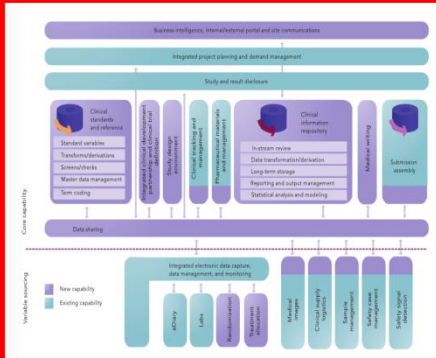 Business intelligence, internal/external portal and site communications
Integrated project planning and demand management
Study and result disclosure
Clinical
standards
and reference
Standard variables
Transforms/derivations
Screens/checks
Master data management
Term coding
Integrated clinical development
partnership and clinical trial
definition
Study design
environment
Clinical tracking and
management
Pharmaceutical materials
and management
Clinical
information
repository
In-stream review
Data transformation/derivation
Long-term storage
Reporting and output management
Statistical analysis and modeling
Medical writing
Submission
assembly
Core capability
Data sharing
Variable sourcing
Integrated electronic data capture,
data management, and monitoring
eDiary
Labs
Randomization
Treatment
allocation
Medical
images
Clinical supply
logistics
Sample
management
Safety case
management
Safety signal
detection
New capability
Existing capability